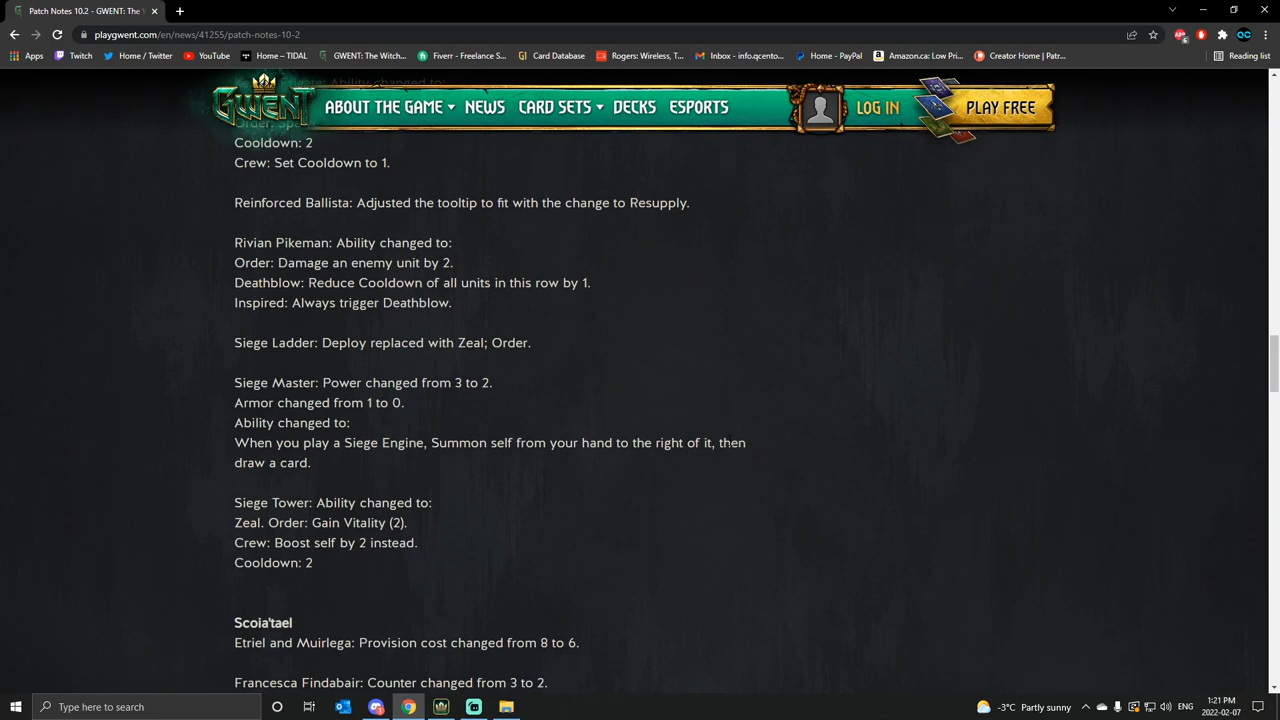 Patch Notes 10.2 - GWENT: The W
playgwent.com/en/news/41255/patch-notes-10-2
Apps
Twitch
Home / Twitter
YouTube
Home – TIDAL
GWENT: The Witch...
Fiverr - Freelance S...
Card Database
Rogers: Wireless, T...
Inbox - info.qcento...
Home - PayPal
Amazon.ca: Low Pri...
Creator Home | Patr...
Reading list
Ability changed to:
GWENT
ABOUT THE GAME
NEWS
CARD SETS
DECKS
ESPORTS
LOG IN
PLAY FREE
Order:
Cooldown: 2
Crew: Set Cooldown to 1.
Reinforced Ballista: Adjusted the tooltip to fit with the change to Resupply.
Rivian Pikeman: Ability changed to:
Order: Damage an enemy unit by 2.
Deathblow: Reduce Cooldown of all units in this row by 1.
Inspired: Always trigger Deathblow.
Siege Ladder: Deploy replaced with Zeal; Order.
Siege Master: Power changed from 3 to 2.
Armor changed from 1 to 0.
Ability changed to:
When you play a Siege Engine, Summon self from your hand to the right of it, then
draw a card.
Siege Tower: Ability changed to:
Zeal. Order: Gain Vitality (2).
Crew: Boost self by 2 instead.
Cooldown: 2
Scoia'tael
Etriel and Muirlega: Provision cost changed from 8 to 6.
Francesca Findabair: Counter changed from 3 to 2.
Type here to search
-3°C Partly sunny
ENG
1:21 PM
2022-02-07